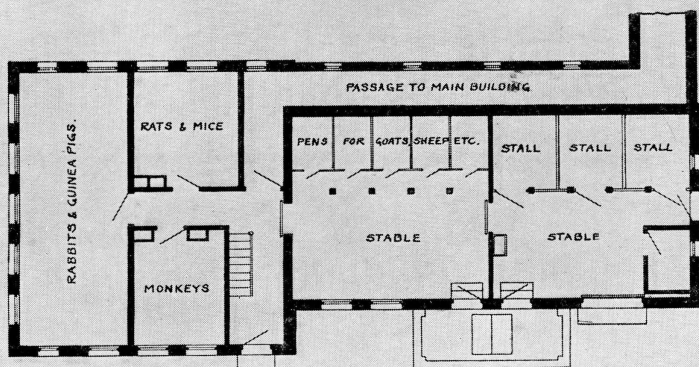 PASSAGE TO MAIN BUILDING
RABBITS & GUINEA PIGS.
RATS & MICE
PENS FOR GOATS, SHEEP, ETC.
STALL STALL STALL
STABLE STABLE
MONKEYS